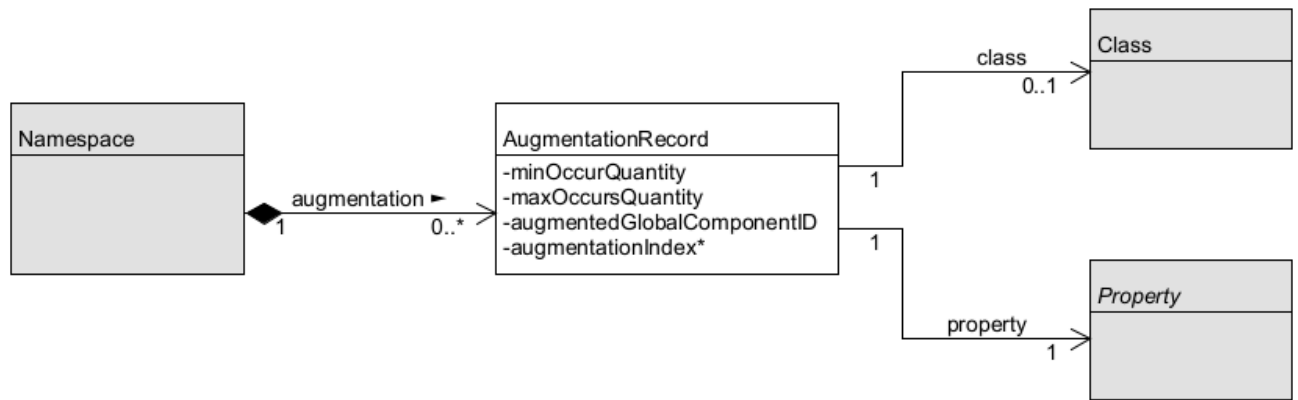 Class
class
0..1
Namespace
AugmentationRecord
-minOccurQuantity
-maxOccursQuantity
-augmentedGlobalComponentID
-augmentationIndex*
augmentation ►
1
0..*
1
1
Property
property
1